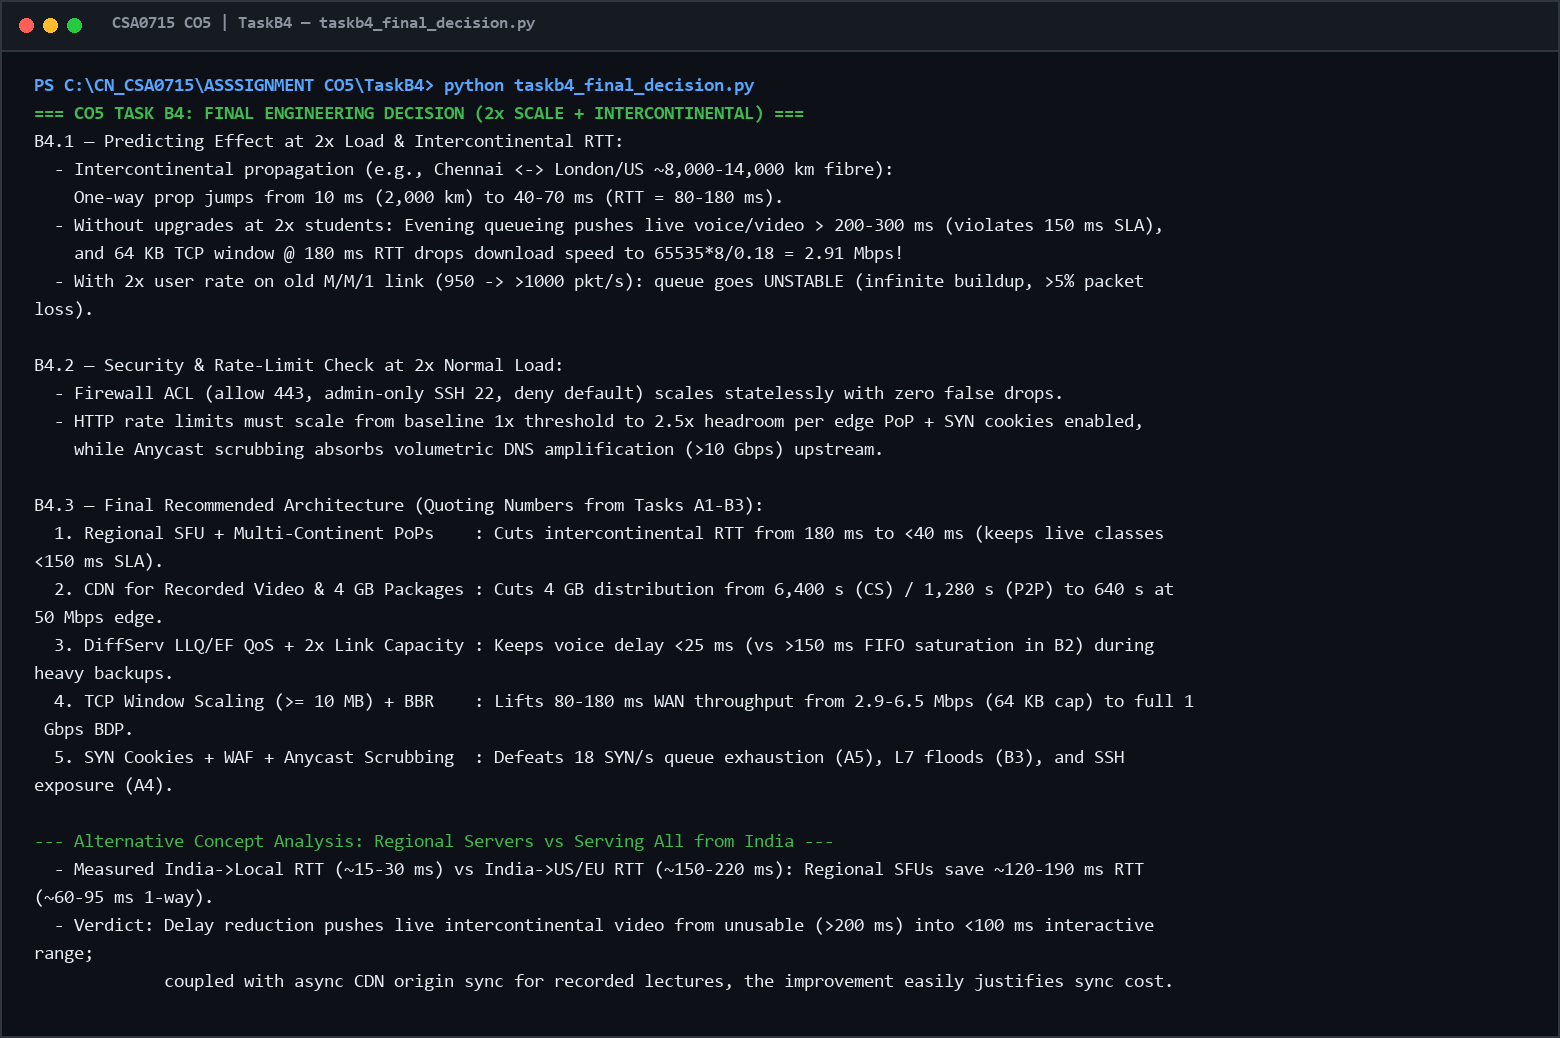 CSA0715 CO5 | TaskB4 — taskb4_final_decision.py
PS C:\CN_CSA0715\ASSSIGNMENT CO5\TaskB4> python taskb4_final_decision.py
=== CO5 TASK B4: FINAL ENGINEERING DECISION (2x SCALE + INTERCONTINENTAL) ===
B4.1 — Predicting Effect at 2x Load & Intercontinental RTT:
  - Intercontinental propagation (e.g., Chennai <-> London/US ~8,000-14,000 km fibre):
    One-way prop jumps from 10 ms (2,000 km) to 40-70 ms (RTT = 80-180 ms).
  - Without upgrades at 2x students: Evening queueing pushes live voice/video > 200-300 ms (violates 150 ms SLA),
    and 64 KB TCP window @ 180 ms RTT drops download speed to 65535*8/0.18 = 2.91 Mbps!
  - With 2x user rate on old M/M/1 link (950 -> >1000 pkt/s): queue goes UNSTABLE (infinite buildup, >5% packet
loss).
B4.2 — Security & Rate-Limit Check at 2x Normal Load:
  - Firewall ACL (allow 443, admin-only SSH 22, deny default) scales statelessly with zero false drops.
  - HTTP rate limits must scale from baseline 1x threshold to 2.5x headroom per edge PoP + SYN cookies enabled,
    while Anycast scrubbing absorbs volumetric DNS amplification (>10 Gbps) upstream.
B4.3 — Final Recommended Architecture (Quoting Numbers from Tasks A1-B3):
  1. Regional SFU + Multi-Continent PoPs    : Cuts intercontinental RTT from 180 ms to <40 ms (keeps live classes
<150 ms SLA).
  2. CDN for Recorded Video & 4 GB Packages : Cuts 4 GB distribution from 6,400 s (CS) / 1,280 s (P2P) to 640 s at
50 Mbps edge.
  3. DiffServ LLQ/EF QoS + 2x Link Capacity : Keeps voice delay <25 ms (vs >150 ms FIFO saturation in B2) during
heavy backups.
  4. TCP Window Scaling (>= 10 MB) + BBR    : Lifts 80-180 ms WAN throughput from 2.9-6.5 Mbps (64 KB cap) to full 1
 Gbps BDP.
  5. SYN Cookies + WAF + Anycast Scrubbing  : Defeats 18 SYN/s queue exhaustion (A5), L7 floods (B3), and SSH
exposure (A4).
--- Alternative Concept Analysis: Regional Servers vs Serving All from India ---
  - Measured India->Local RTT (~15-30 ms) vs India->US/EU RTT (~150-220 ms): Regional SFUs save ~120-190 ms RTT
(~60-95 ms 1-way).
  - Verdict: Delay reduction pushes live intercontinental video from unusable (>200 ms) into <100 ms interactive
range;
             coupled with async CDN origin sync for recorded lectures, the improvement easily justifies sync cost.